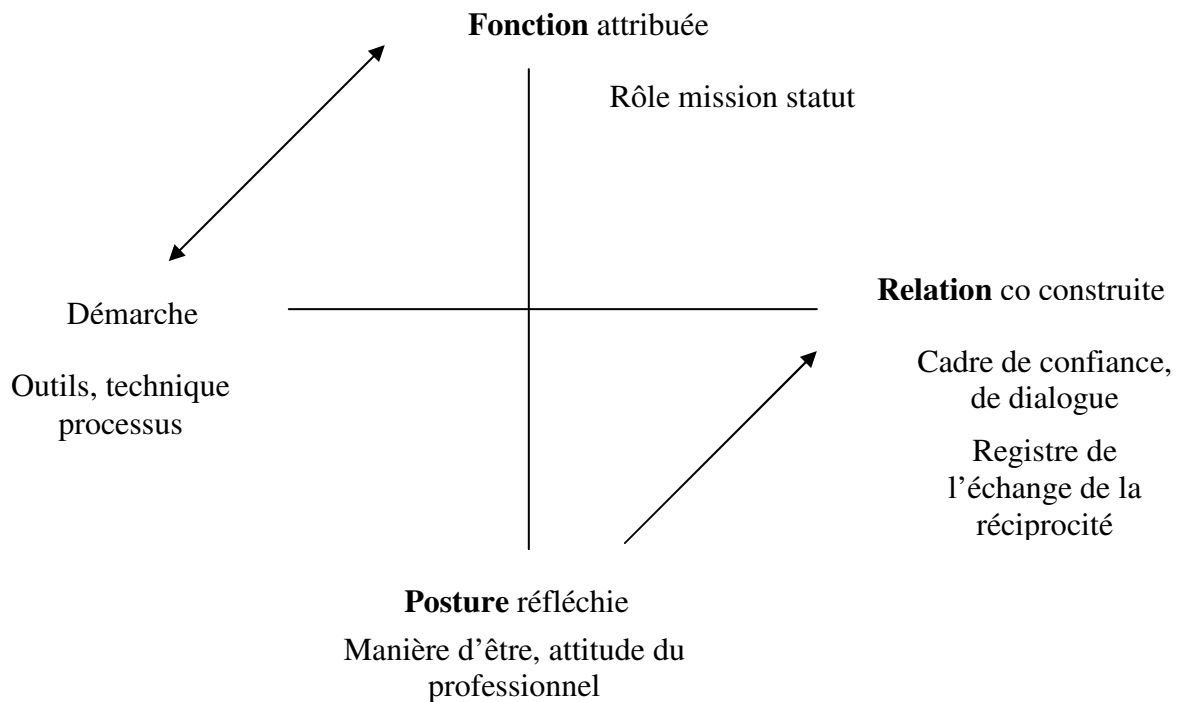 Fonction attribuée
Rôle mission statut
Relation co construite
Démarche
Cadre de confiance,
de dialogue
Outils, technique
processus
Registre de
l’échange de la
réciprocité
Posture réfléchie
Manière d’être, attitude du
professionnel